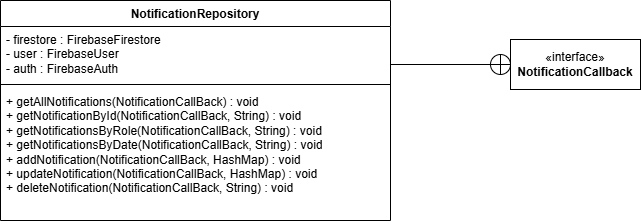 NotificationRepository
- firestore : FirebaseFirestore
- user : FirebaseUser
- auth : FirebaseAuth
+ getAllNotifications(NotificationCallBack) : void
+ getNotificationById(NotificationCallBack, String) : void
+ getNotificationsByRole(NotificationCallBack, String) : void
+ getNotificationsByDate(NotificationCallBack, String) : void
+ addNotification(NotificationCallBack, HashMap) : void
+ updateNotification(NotificationCallBack, HashMap) : void
+ deleteNotification(NotificationCallBack, String) : void
«interface»
NotificationCallback